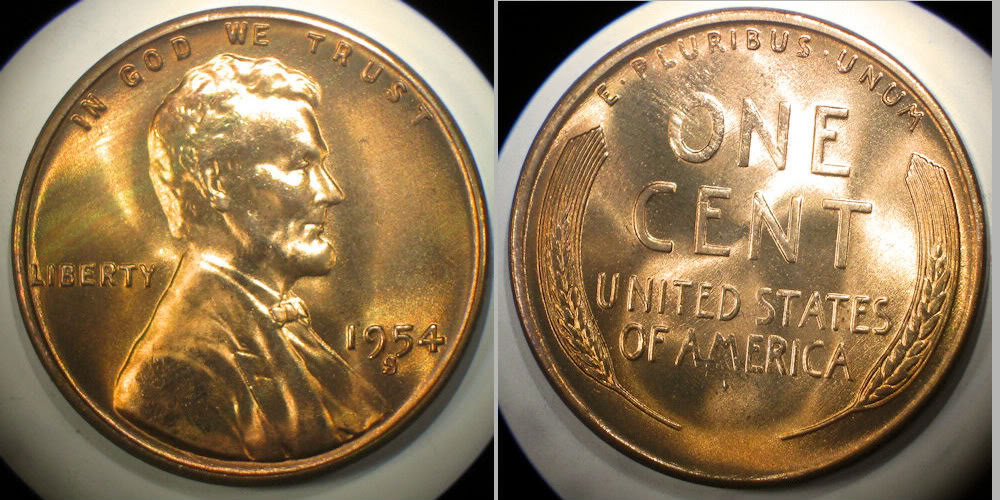 IN GOD WE TRUST
LIBERTY
1954
S
E·PLURIBUS·UNUM
ONE
CENT
UNITED STATES
OF AMERICA